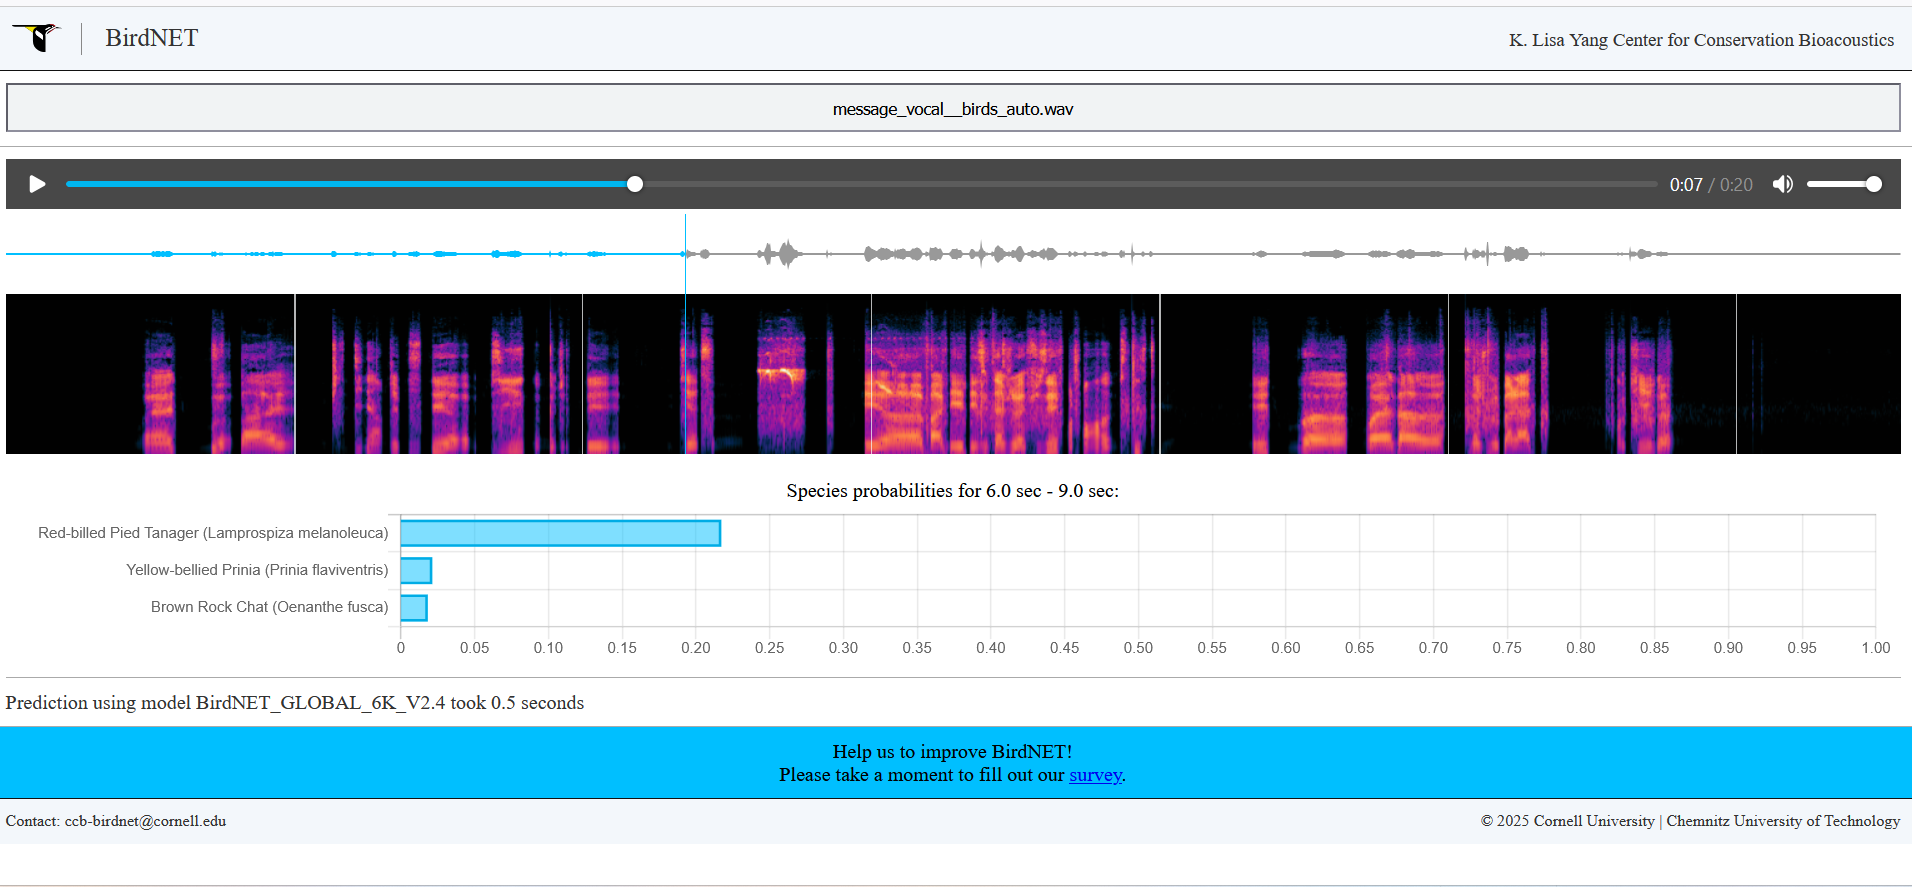 BirdNET
K. Lisa Yang Center for Conservation Bioacoustics
message_vocal__birds_auto.wav
0:07 / 0:20
Species probabilities for 6.0 sec - 9.0 sec:
Red-billed Pied Tanager (Lamprospiza melanoleuca)
Yellow-bellied Prinia (Prinia flaviventris)
Brown Rock Chat (Oenanthe fusca)
0 0.05 0.10 0.15 0.20 0.25 0.30 0.35 0.40 0.45 0.50 0.55 0.60 0.65 0.70 0.75 0.80 0.85 0.90 0.95 1.00
Prediction using model BirdNET_GLOBAL_6K_V2.4 took 0.5 seconds
Help us to improve BirdNET!
Please take a moment to fill out our survey.
Contact: ccb-birdnet@cornell.edu
© 2025 Cornell University | Chemnitz University of Technology